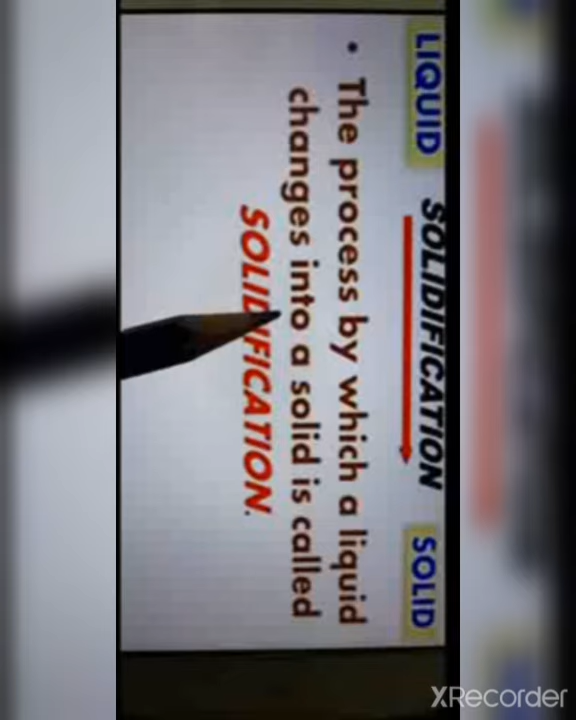 LIQUID SOLIDIFICATION SOLID
• The process by which a liquid
changes into a solid is called
SOLIDIFICATION.
XRecorder